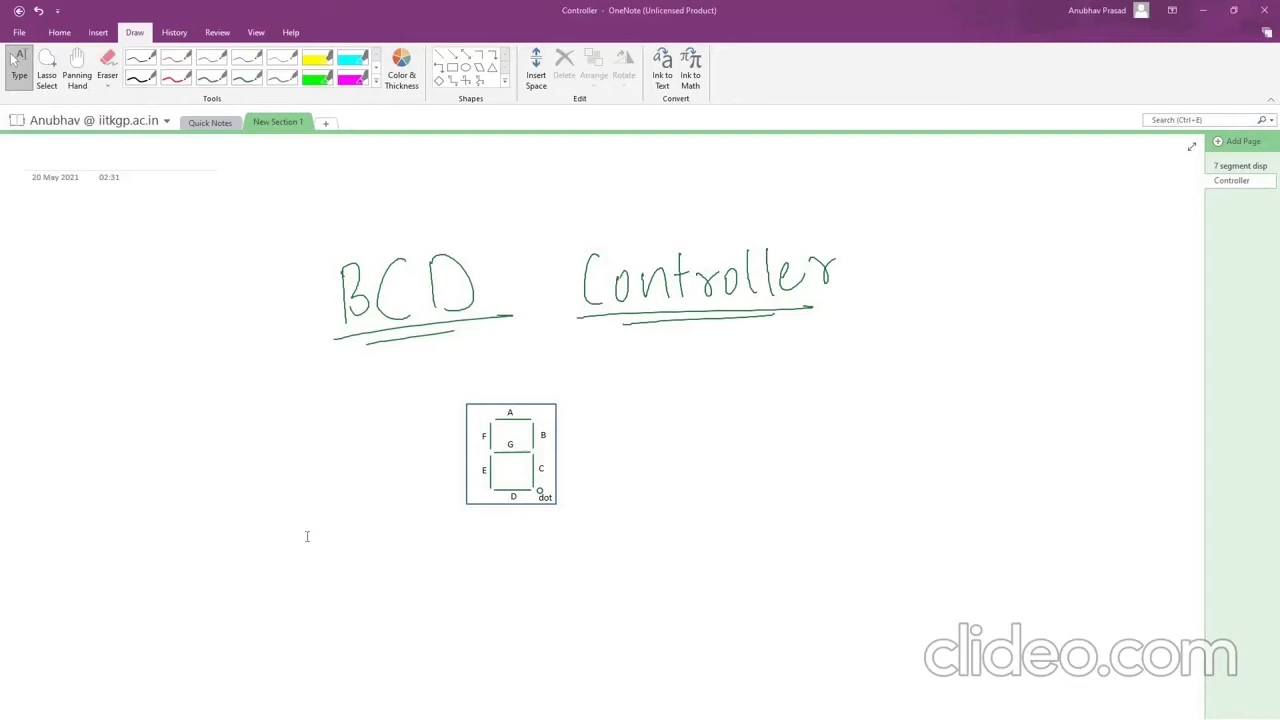 Controller - OneNote (Unlicensed Product)
Anubhav Prasad
File Home Insert Draw History Review View Help
Type
Lasso Select
Panning Hand
Eraser
Color & Thickness
Insert Space
Delete
Arrange
Rotate
Ink to Text
Ink to Math
Tools
Shapes
Edit
Convert
Anubhav @ iitkgp.ac.in
Quick Notes
New Section 1
Search (Ctrl+E)
Add Page
7 segment disp
Controller
20 May 2021 02:31
BCD Controller
A
F B
G
E C
D dot
clideo.com